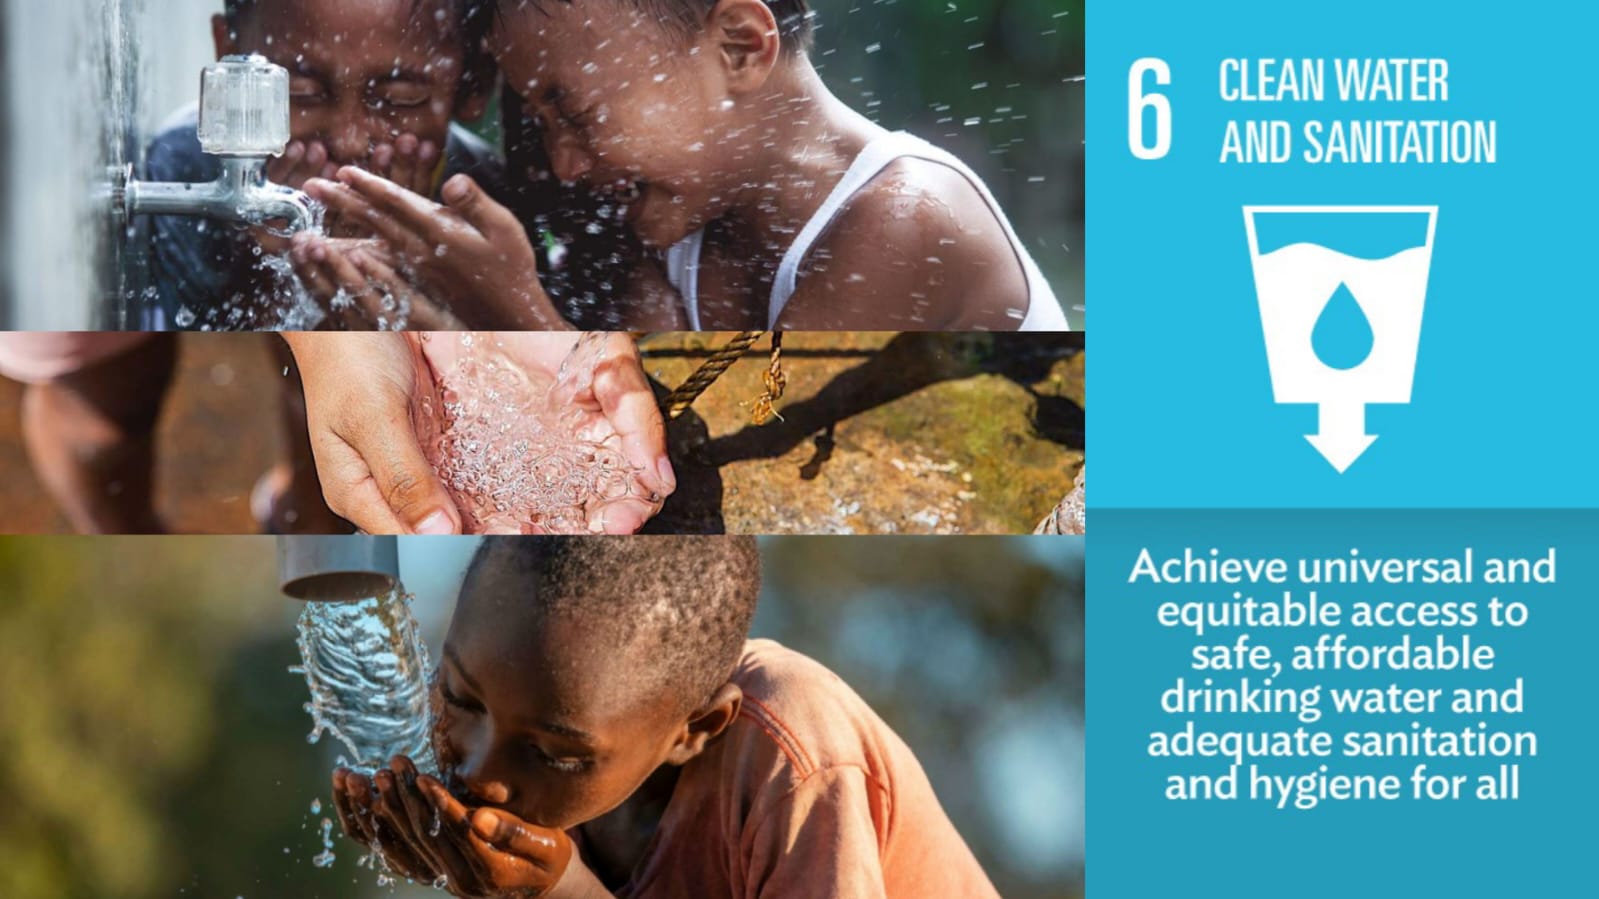 6
CLEAN WATER
AND SANITATION
Achieve universal and
equitable access to
safe, affordable
drinking water and
adequate sanitation
and hygiene for all